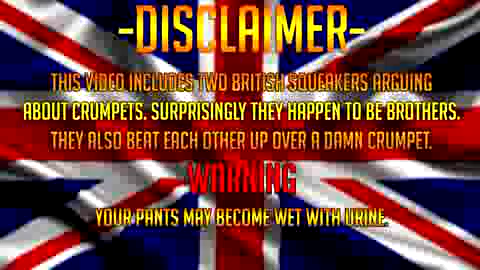 -DISCLAIMER-
THIS VIDEO INCLUDES TWO BRITISH SQUEAKERS ARGUING
ABOUT CRUMPETS. SURPRISINGLY THEY HAPPEN TO BE BROTHERS.
THEY ALSO BEAT EACH OTHER UP OVER A DAMN CRUMPET.
WARNING
YOUR PANTS MAY BECOME WET WITH URINE.